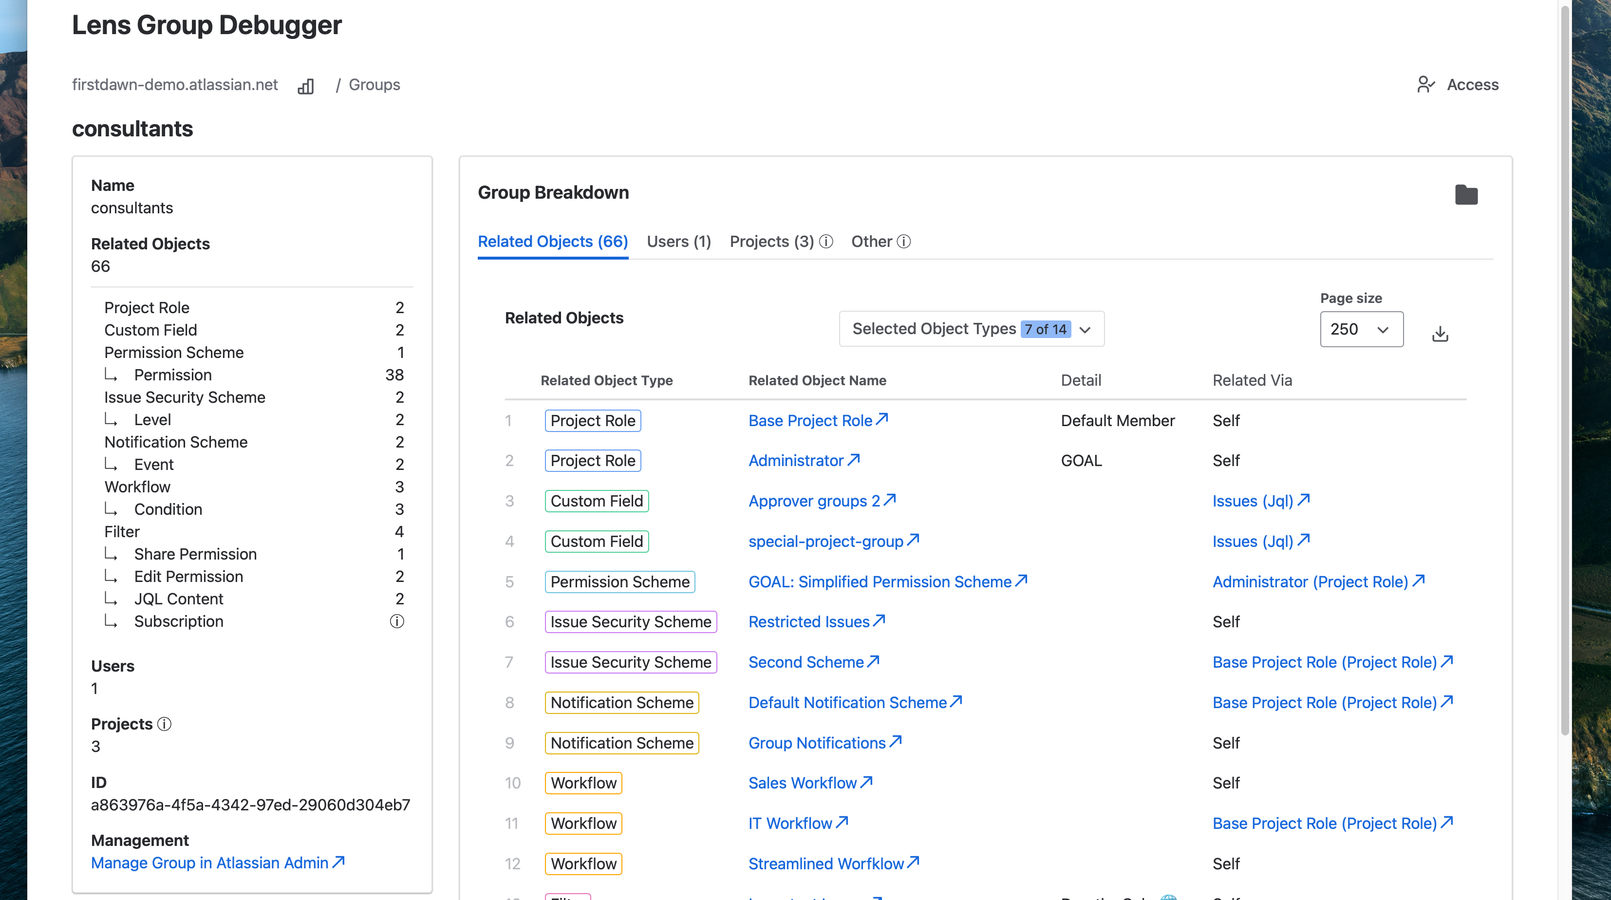 Lens Group Debugger
firstdawn-demo.atlassian.net / Groups
Access
consultants
Name
consultants
Related Objects
66
Project Role 2
Custom Field 2
Permission Scheme 1
Permission 38
Issue Security Scheme 2
Level 2
Notification Scheme 2
Event 2
Workflow 3
Condition 3
Filter 4
Share Permission 1
Edit Permission 2
JQL Content 2
Subscription
Users
1
Projects
3
ID
a863976a-4f5a-4342-97ed-29060d304eb7
Management
Manage Group in Atlassian Admin
Group Breakdown
Related Objects (66) Users (1) Projects (3) Other
Related Objects
Selected Object Types 7 of 14
Page size
250
Related Object Type Related Object Name Detail Related Via
1 Project Role Base Project Role Default Member Self
2 Project Role Administrator GOAL Self
3 Custom Field Approver groups 2 Issues (Jql)
4 Custom Field special-project-group Issues (Jql)
5 Permission Scheme GOAL: Simplified Permission Scheme Administrator (Project Role)
6 Issue Security Scheme Restricted Issues Self
7 Issue Security Scheme Second Scheme Base Project Role (Project Role)
8 Notification Scheme Default Notification Scheme Base Project Role (Project Role)
9 Notification Scheme Group Notifications Self
10 Workflow Sales Workflow Self
11 Workflow IT Workflow Base Project Role (Project Role)
12 Workflow Streamlined Worfklow Self